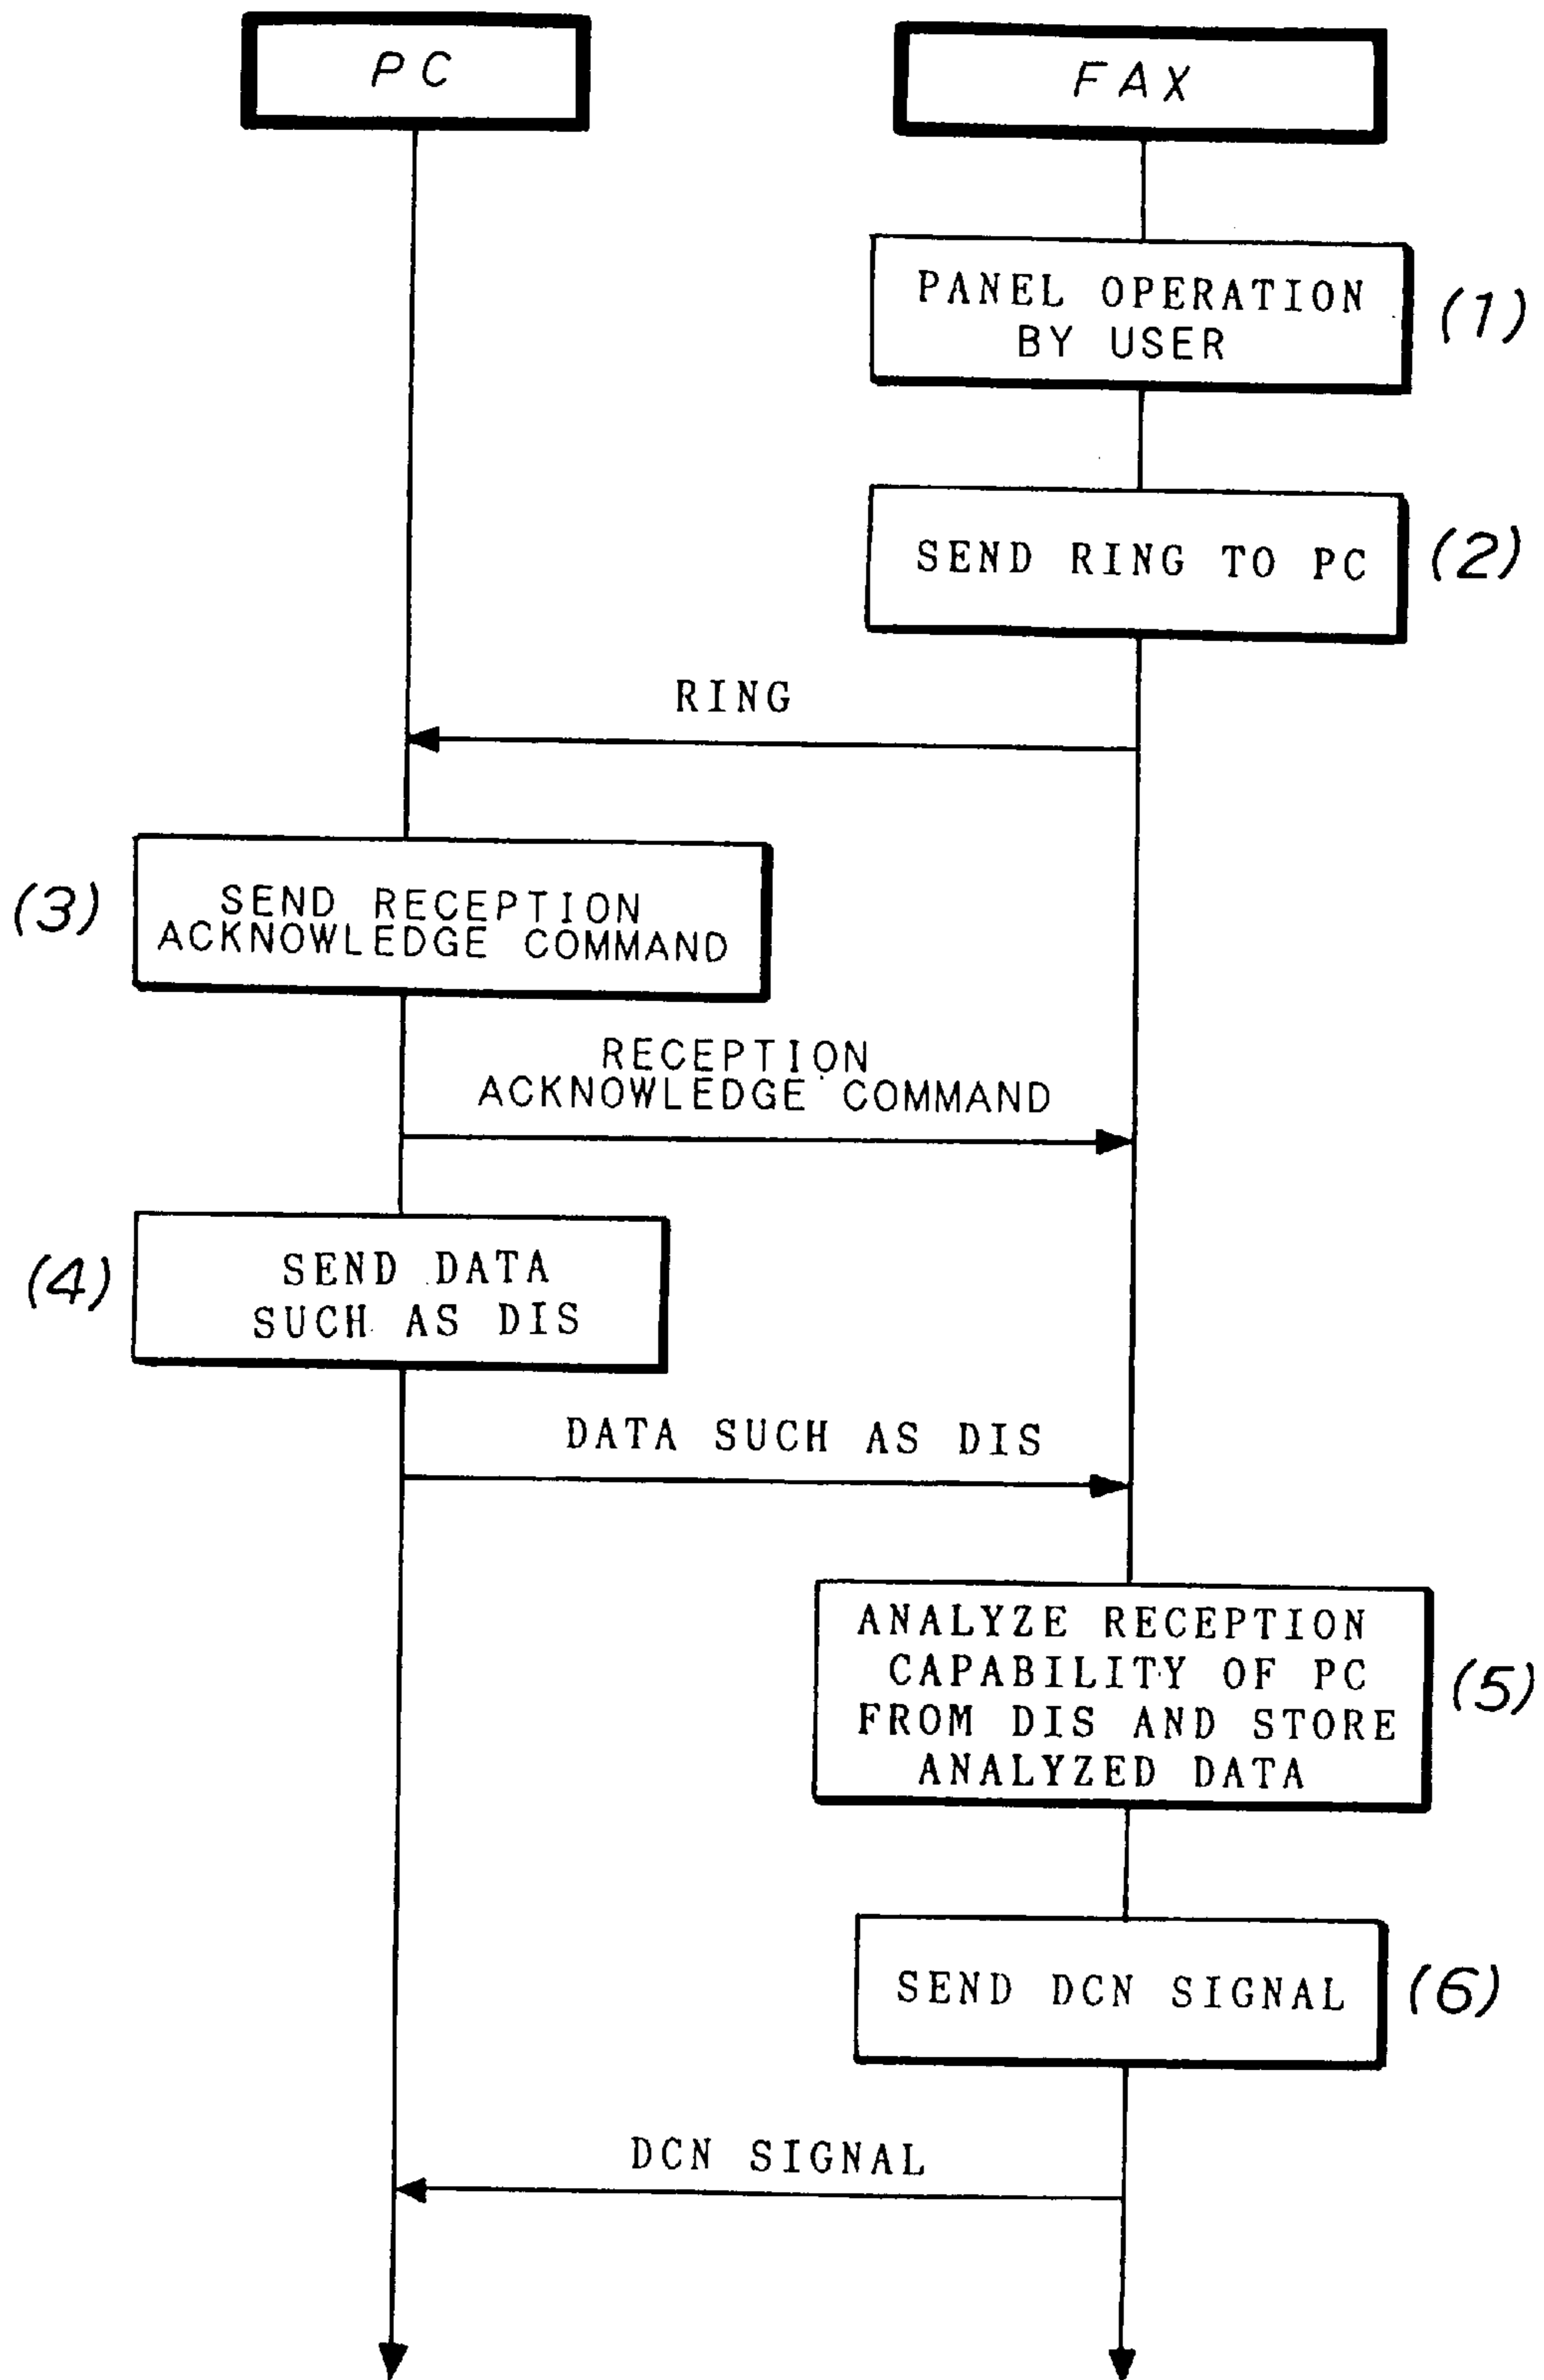 PC
FAX
PANEL OPERATION
BY USER
(1)
SEND RING TO PC
(2)
RING
(3)
SEND RECEPTION
ACKNOWLEDGE COMMAND
RECEPTION
ACKNOWLEDGE COMMAND
(4)
SEND DATA
SUCH AS DIS
DATA SUCH AS DIS
ANALYZE RECEPTION
CAPABILITY OF PC
FROM DIS AND STORE
ANALYZED DATA
(5)
SEND DCN SIGNAL
(6)
DCN SIGNAL